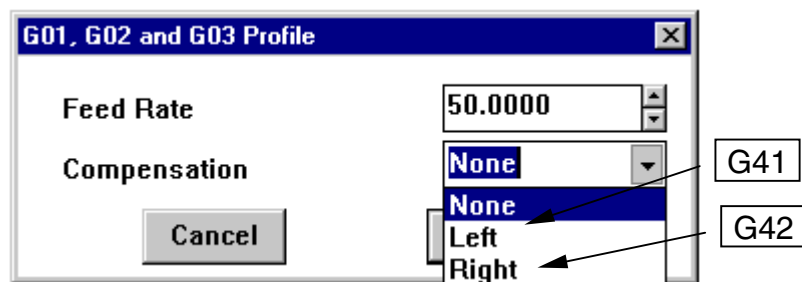 G01, G02 and G03 Profile
Feed Rate 50.0000
Compensation None
G41
None
Left
G42
Cancel
Right